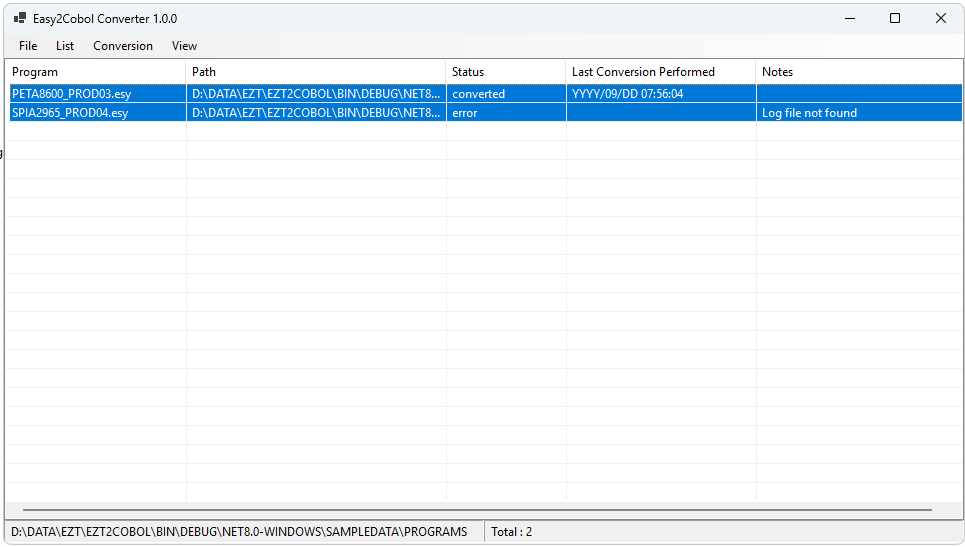 Easy2Cobol Converter 1.0.0
File List Conversion View
Program Path Status Last Conversion Performed Notes
PETA8600_PROD03.esy D:\DATA\EZT\EZT2COBOL\BIN\DEBUG\NET8... converted YYYY/09/DD 07:56:04
SPIA2965_PROD04.esy D:\DATA\EZT\EZT2COBOL\BIN\DEBUG\NET8... error Log file not found
D:\DATA\EZT\EZT2COBOL\BIN\DEBUG\NET8.0-WINDOWS\SAMPLEDATA\PROGRAMS Total : 2